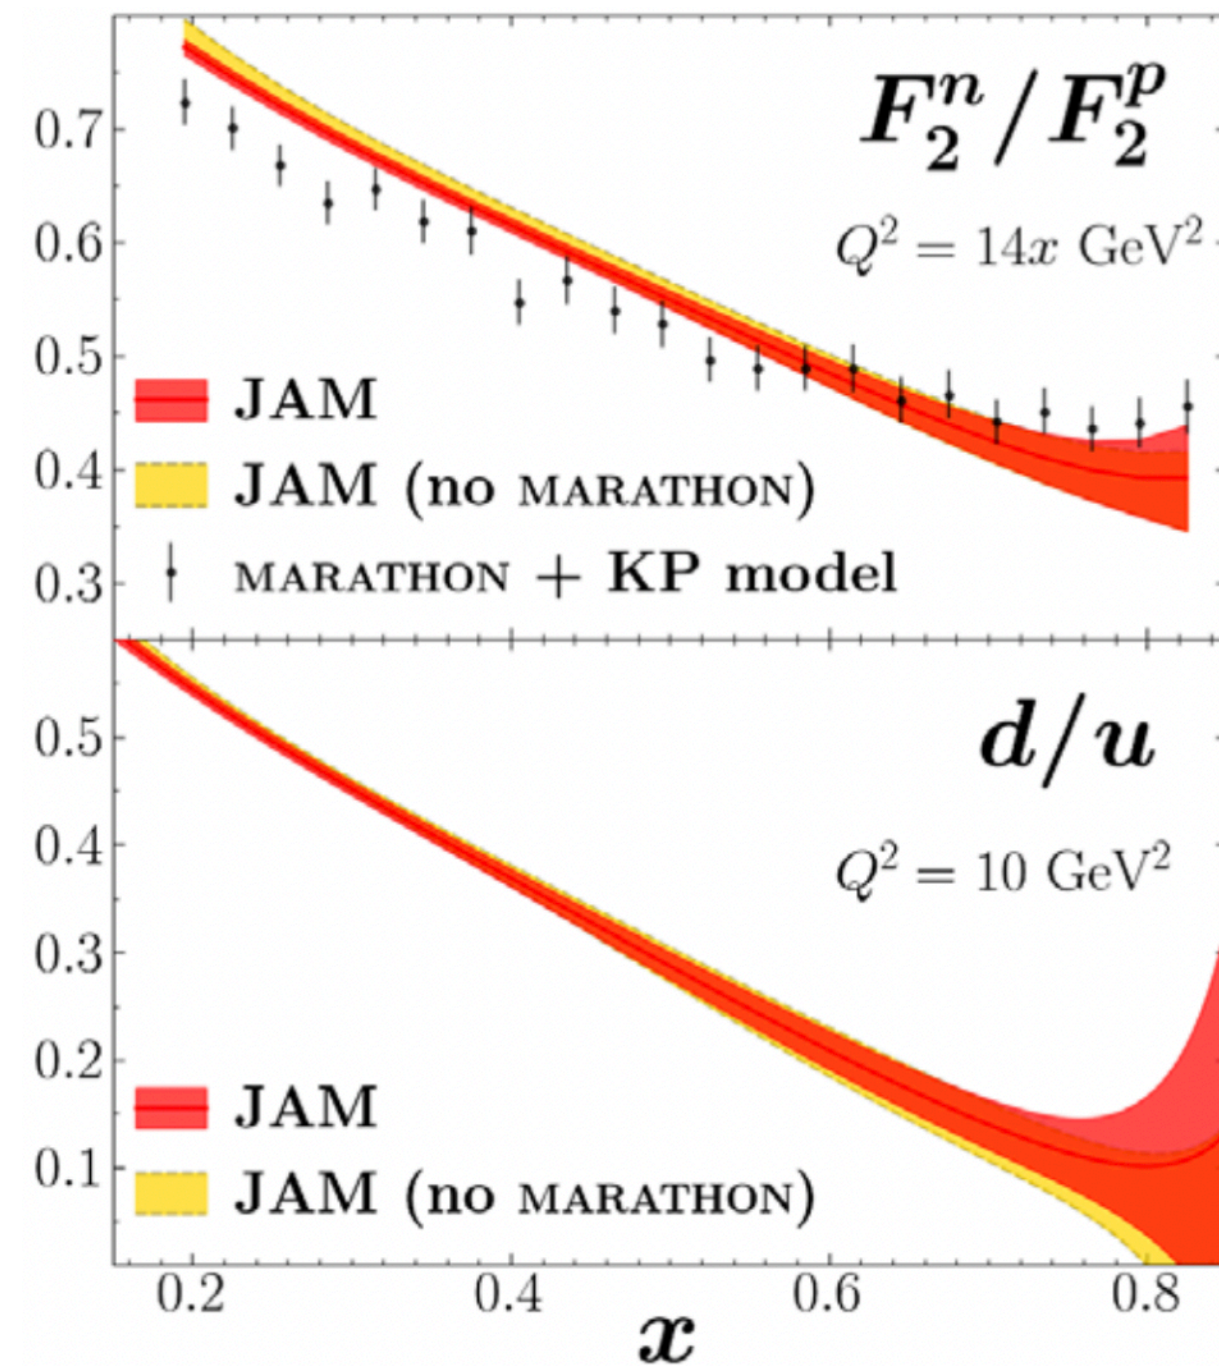 F₂ⁿ/F₂ᵖ
0.7
0.6
Q² = 14x GeV²
0.5
JAM
0.4
JAM (no MARATHON)
0.3
MARATHON + KP model
d/u
0.5
0.4
Q² = 10 GeV²
0.3
0.2
JAM
0.1
JAM (no MARATHON)
0.2 0.4 0.6 0.8
x